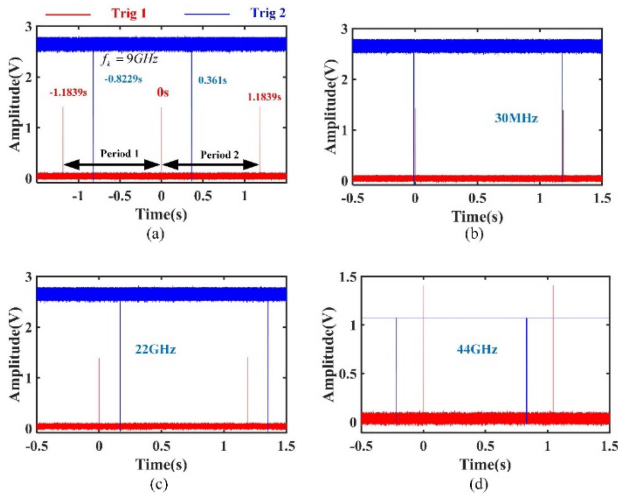 Trig 1 Trig 2
3
2
1
0
Amplitude(V)
f_k = 9GHz
-0.8229s
0.361s
-1.1839s
0s
1.1839s
Period 1
Period 2
-1 -0.5 0 0.5 1
Time(s)
(a)
3
2
1
0
Amplitude(V)
30MHz
-0.5 0 0.5 1 1.5
Time(s)
(b)
3
2
1
0
Amplitude(V)
22GHz
-0.5 0 0.5 1 1.5
Time(s)
(c)
1.5
1
0.5
0
Amplitude(V)
44GHz
-0.5 0 0.5 1 1.5
Time(s)
(d)